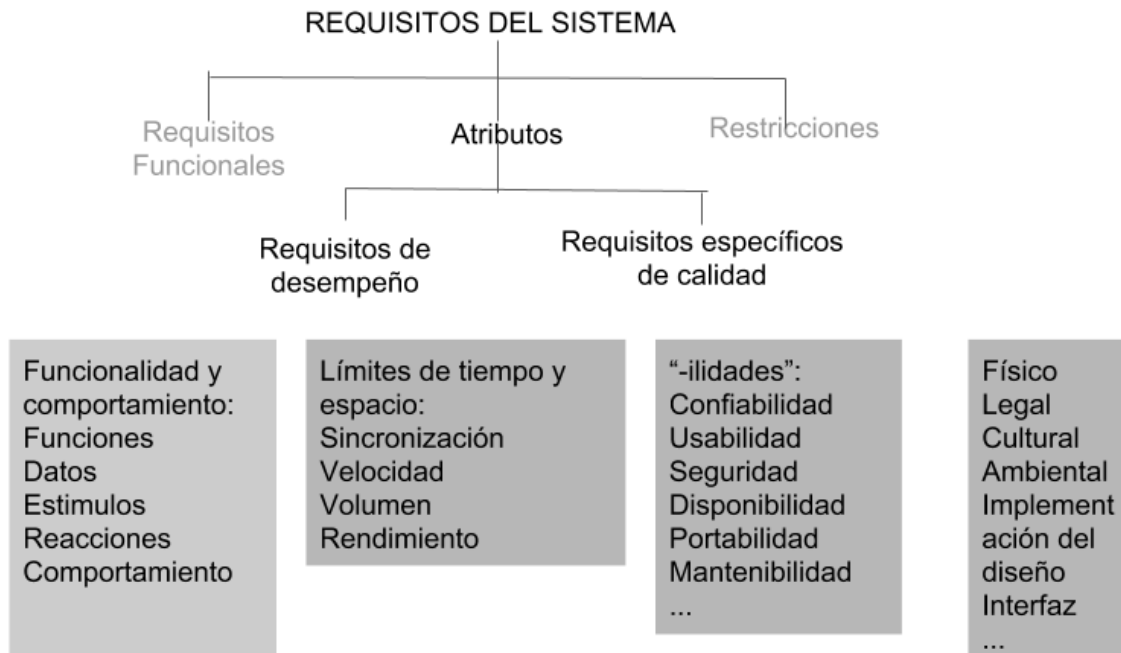 REQUISITOS DEL SISTEMA
Requisitos
Funcionales
Atributos
Restricciones
Requisitos de
desempeño
Requisitos específicos
de calidad
Funcionalidad y
comportamiento:
Funciones
Datos
Estimulos
Reacciones
Comportamiento
Límites de tiempo y
espacio:
Sincronización
Velocidad
Volumen
Rendimiento
“-ilidades”:
Confiabilidad
Usabilidad
Seguridad
Disponibilidad
Portabilidad
Mantenibilidad
...
Físico
Legal
Cultural
Ambiental
Implement
ación del
diseño
Interfaz
...